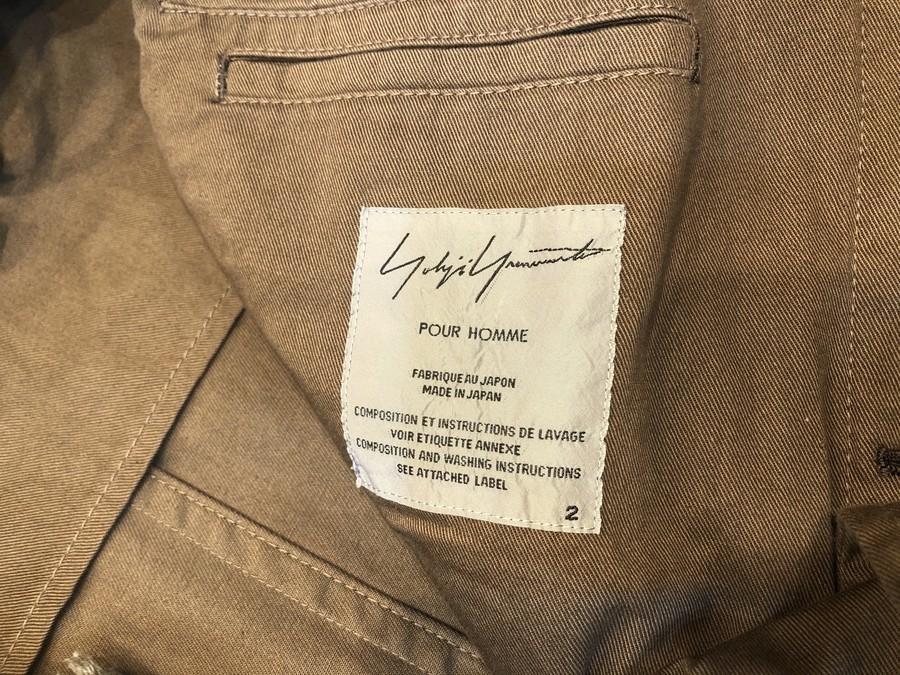 Yohji Yamamoto
POUR HOMME
FABRIQUE AU JAPON
MADE IN JAPAN
COMPOSITION ET INSTRUCTIONS DE LAVAGE
VOIR ETIQUETTE ANNEXE
COMPOSITION AND WASHING INSTRUCTIONS
SEE ATTACHED LABEL
2